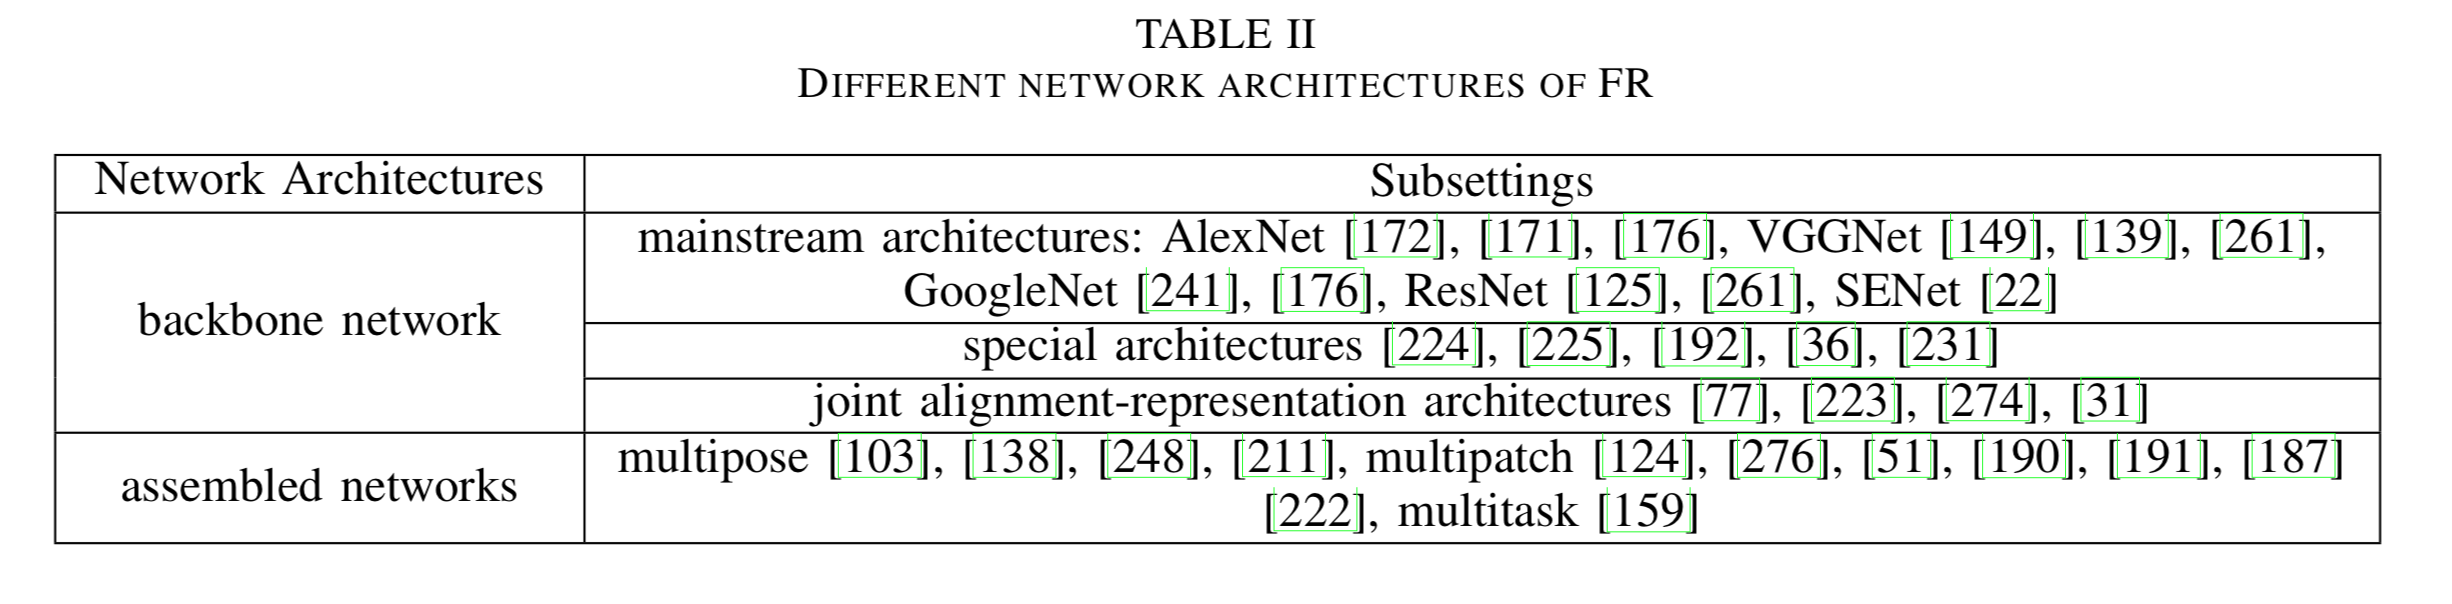 TABLE II
DIFFERENT NETWORK ARCHITECTURES OF FR
Network Architectures
Subsettings
backbone network
mainstream architectures: AlexNet [172], [171], [176], VGGNet [149], [139], [261],
GoogleNet [241], [176], ResNet [125], [261], SENet [22]
special architectures [224], [225], [192], [36], [231]
joint alignment-representation architectures [77], [223], [274], [31]
assembled networks
multipose [103], [138], [248], [211], multipatch [124], [276], [51], [190], [191], [187]
[222], multitask [159]